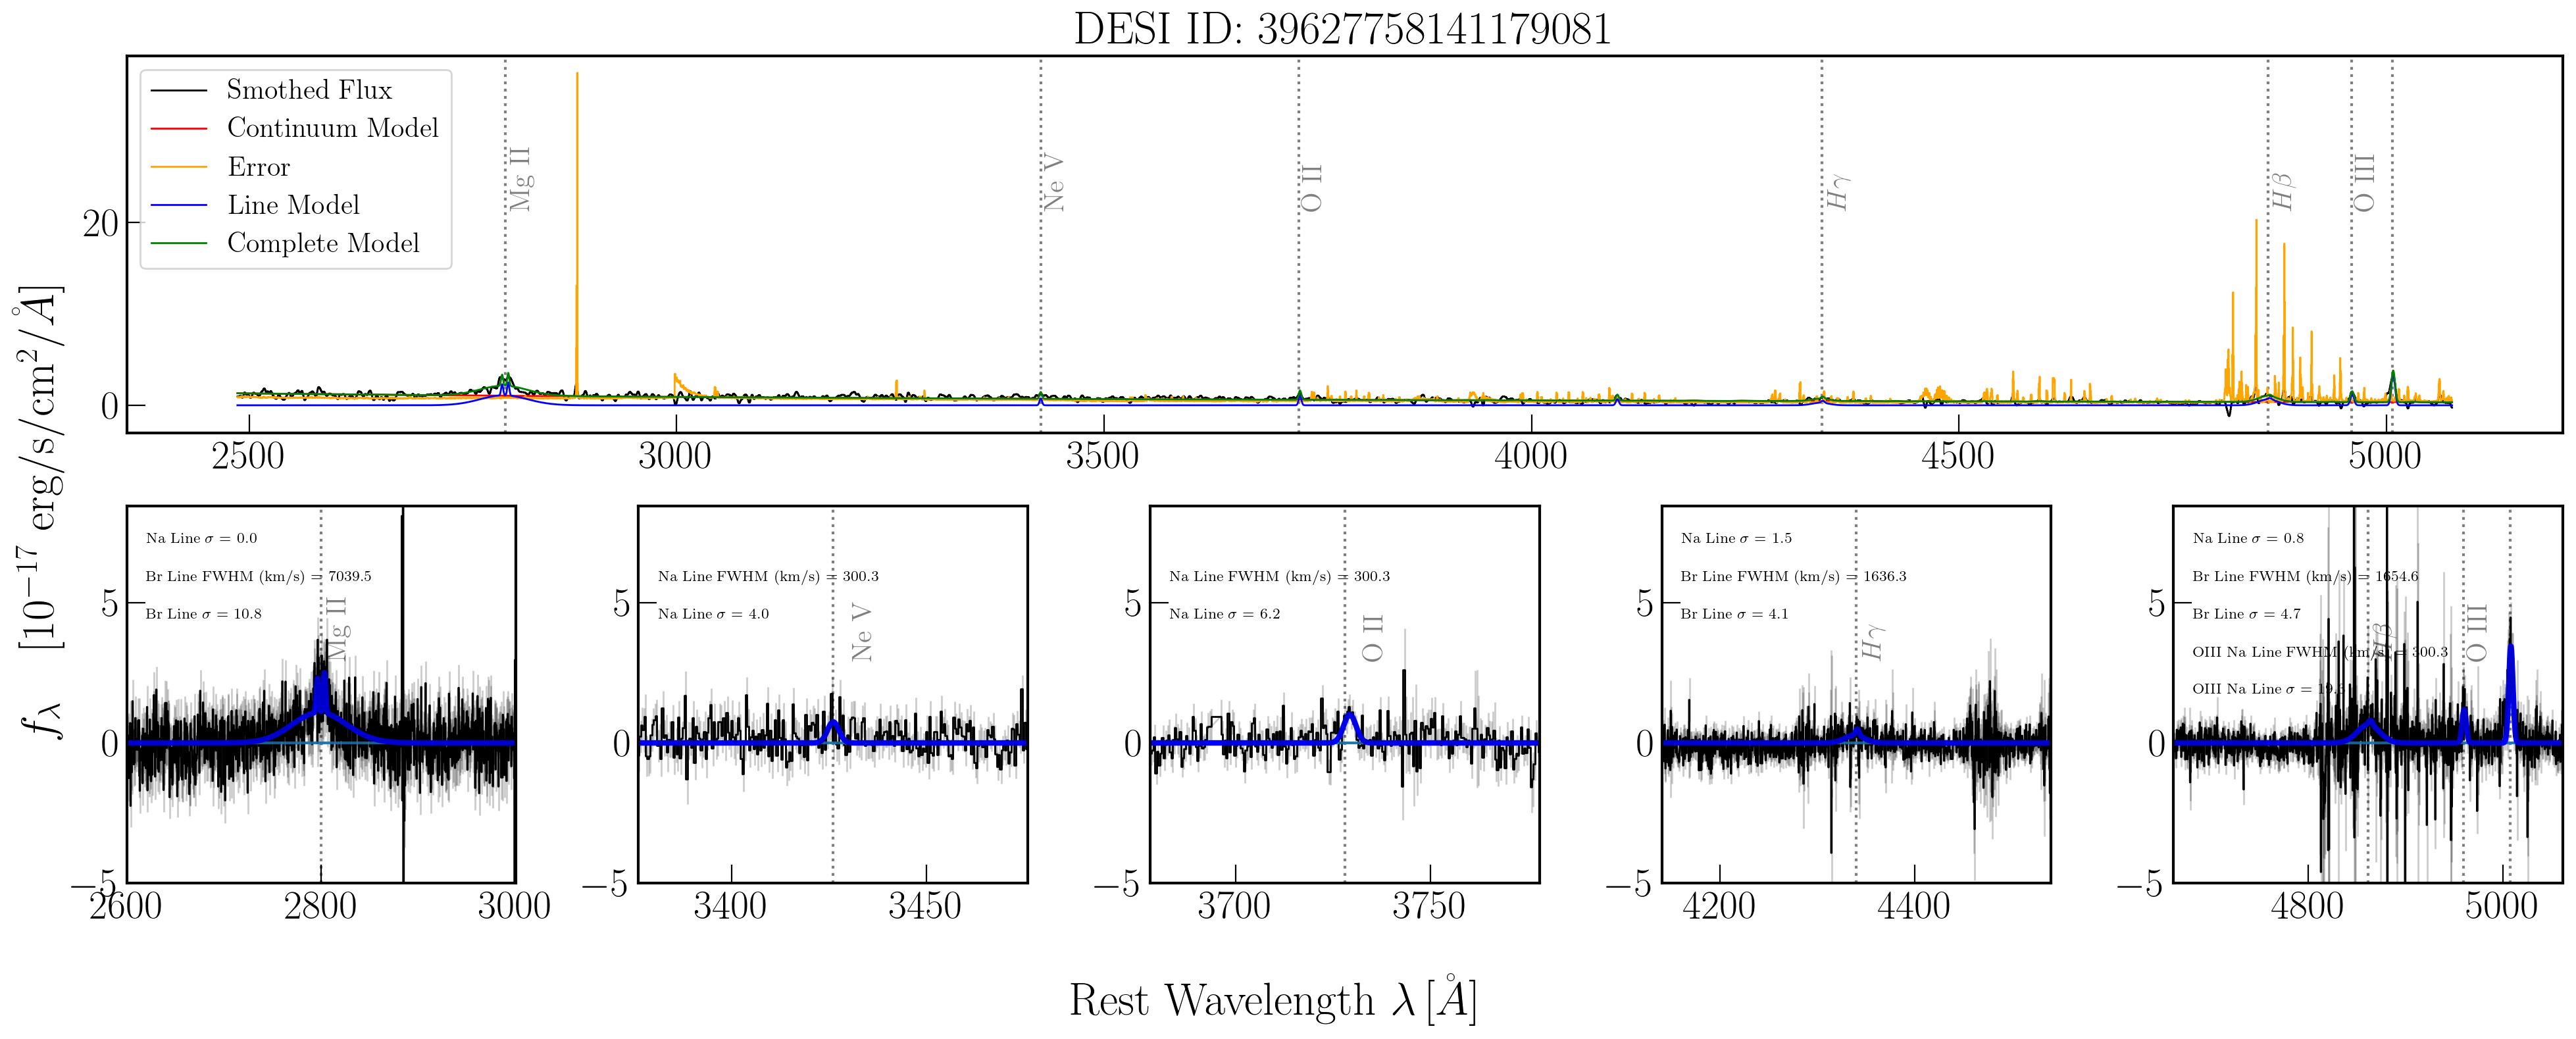 DESI ID: 39627758141179081
Smothed Flux
Continuum Model
Error
Line Model
Complete Model
Mg II
Ne V
O II
Hγ
Hβ
O III
20
0
2500 3000 3500 4000 4500 5000
f_λ [10^{-17} erg/s/cm²/Å]
Na Line σ = 0.0
Br Line FWHM (km/s) = 7039.5
Br Line σ = 10.8
Mg II
5
0
−5
2600 2800 3000
Na Line FWHM (km/s) = 300.3
Na Line σ = 4.0
Ne V
5
0
−5
3400 3450
Na Line FWHM (km/s) = 300.3
Na Line σ = 6.2
O II
5
0
−5
3700 3750
Na Line σ = 1.5
Br Line FWHM (km/s) = 1636.3
Br Line σ = 4.1
Hγ
5
0
−5
4200 4400
Na Line σ = 0.8
Br Line FWHM (km/s) = 1654.6
Br Line σ = 4.7
OIII Na Line FWHM (km/s) = 300.3
OIII Na Line σ = 19.3
Hβ
O III
5
0
−5
4800 5000
Rest Wavelength λ [Å]